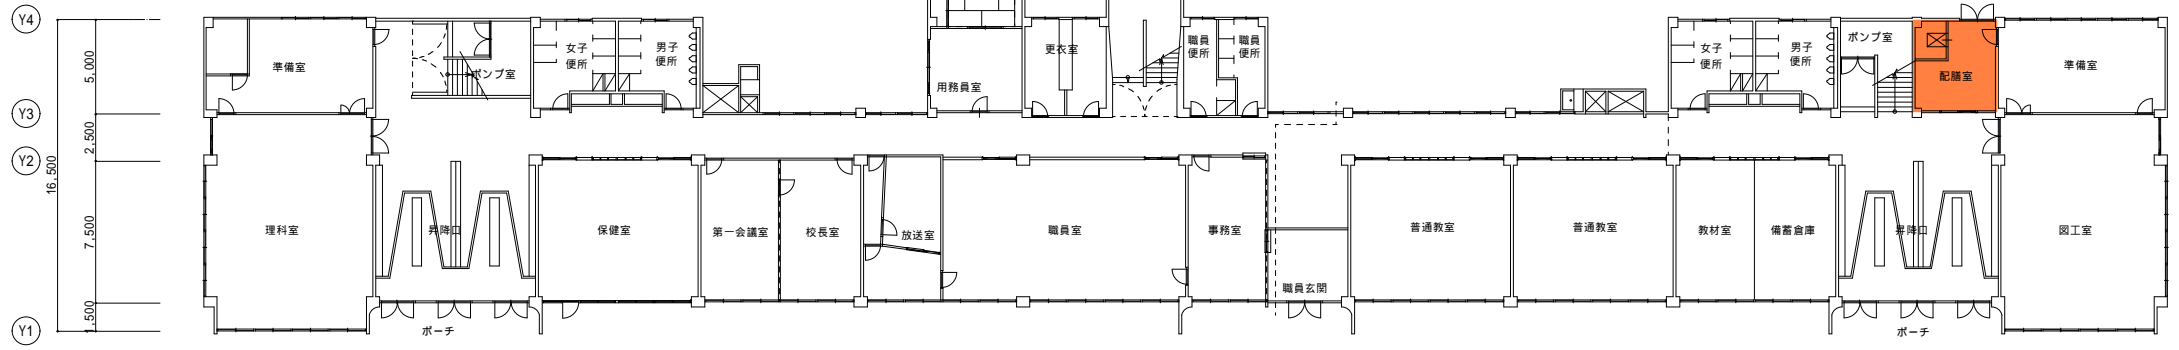 Y4
Y3
Y2
Y1
5,000
2,500
16,500
7,500
1,500
準備室
ポンプ室
女子
便所
男子
便所
用務員室
更衣室
職員
便所
職員
便所
女子
便所
男子
便所
ポンプ室
配膳室
準備室
理科室
昇降口
保健室
第一会議室
校長室
放送室
職員室
事務室
職員玄関
普通教室
普通教室
教材室
備蓄倉庫
昇降口
図工室
ポーチ
ポーチ